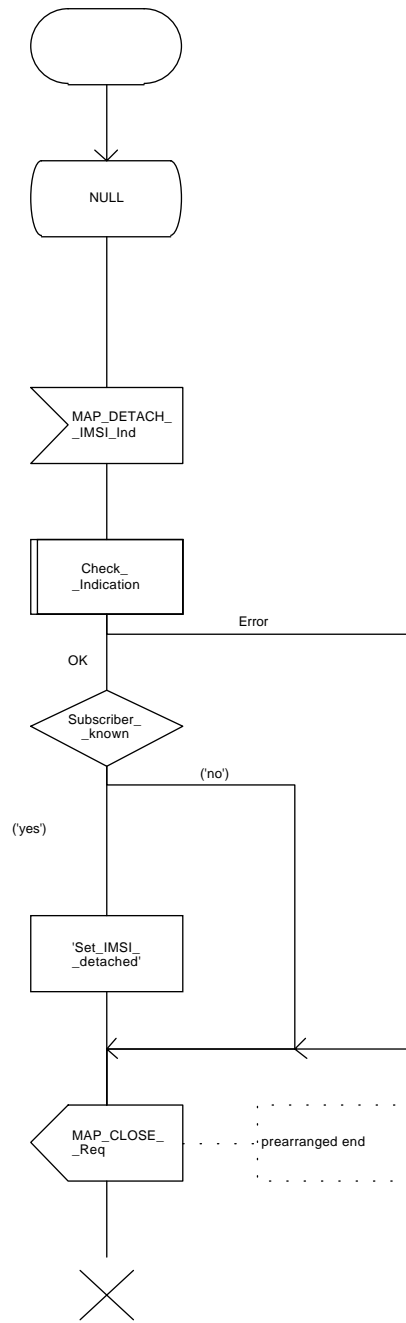 NULL
MAP_DETACH_
_IMSI_Ind
Check_
_Indication
Error
OK
Subscriber_
_known
('no')
('yes')
'Set_IMSI_
_detached'
MAP_CLOSE_
_Req
prearranged end